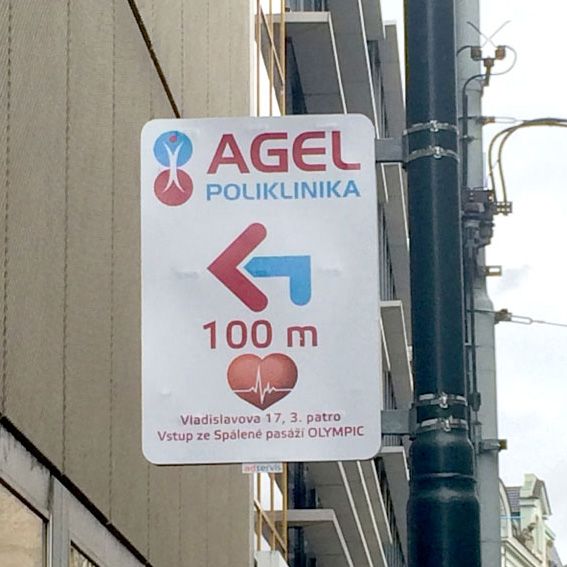 AGEL
POLIKLINIKA
100 m
Vladislavova 17, 3. patro
Vstup ze Spálené pasáží OLYMPIC
adservis